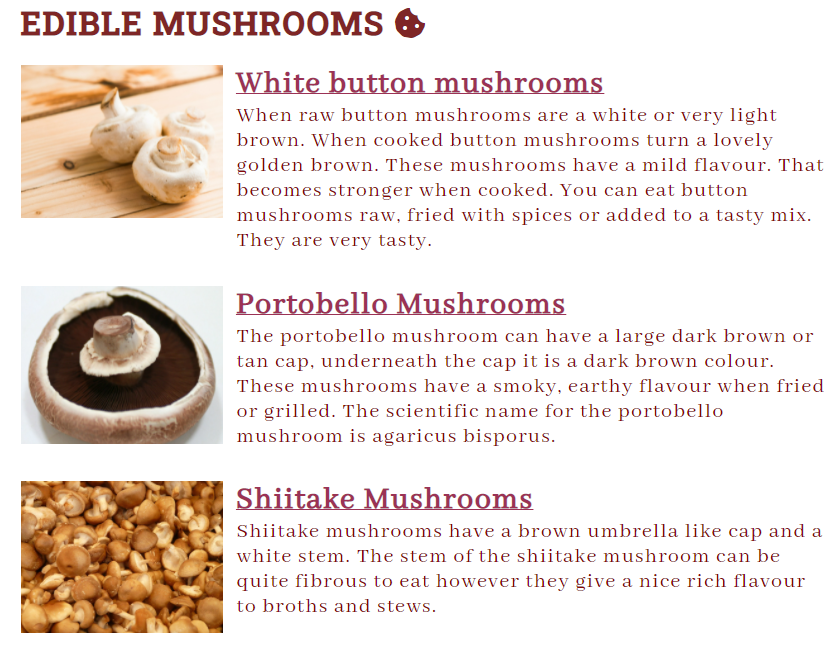 EDIBLE MUSHROOMS
White button mushrooms
When raw button mushrooms are a white or very light
brown. When cooked button mushrooms turn a lovely
golden brown. These mushrooms have a mild flavour. That
becomes stronger when cooked. You can eat button
mushrooms raw, fried with spices or added to a tasty mix.
They are very tasty.
Portobello Mushrooms
The portobello mushroom can have a large dark brown or
tan cap, underneath the cap it is a dark brown colour.
These mushrooms have a smoky, earthy flavour when fried
or grilled. The scientific name for the portobello
mushroom is agaricus bisporus.
Shiitake Mushrooms
Shiitake mushrooms have a brown umbrella like cap and a
white stem. The stem of the shiitake mushroom can be
quite fibrous to eat however they give a nice rich flavour
to broths and stews.